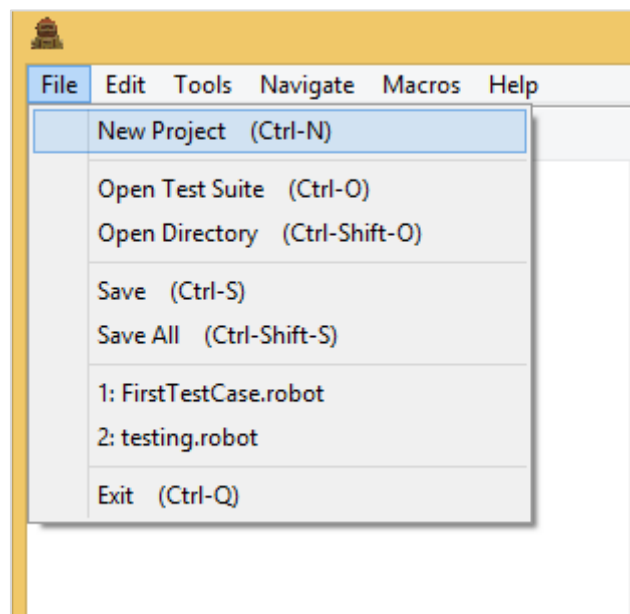 File Edit Tools Navigate Macros Help
New Project (Ctrl-N)
Open Test Suite (Ctrl-O)
Open Directory (Ctrl-Shift-O)
Save (Ctrl-S)
Save All (Ctrl-Shift-S)
1: FirstTestCase.robot
2: testing.robot
Exit (Ctrl-Q)